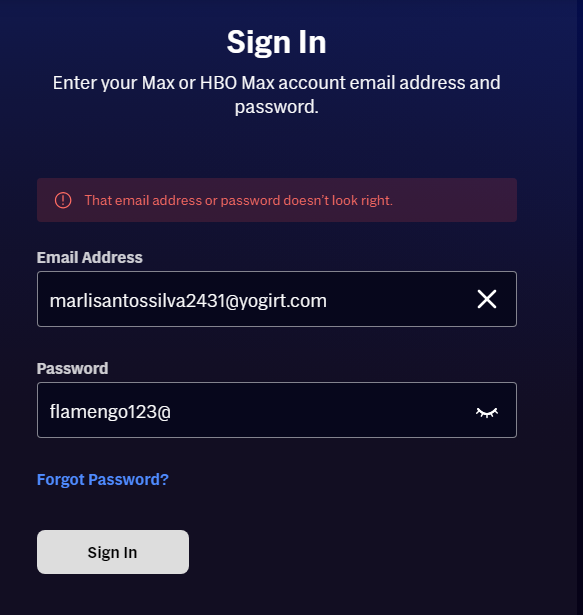 Sign In
Enter your Max or HBO Max account email address and
password.
That email address or password doesn't look right.
Email Address
marlisantossilva2431@yogirt.com
Password
flamengo123@
Forgot Password?
Sign In